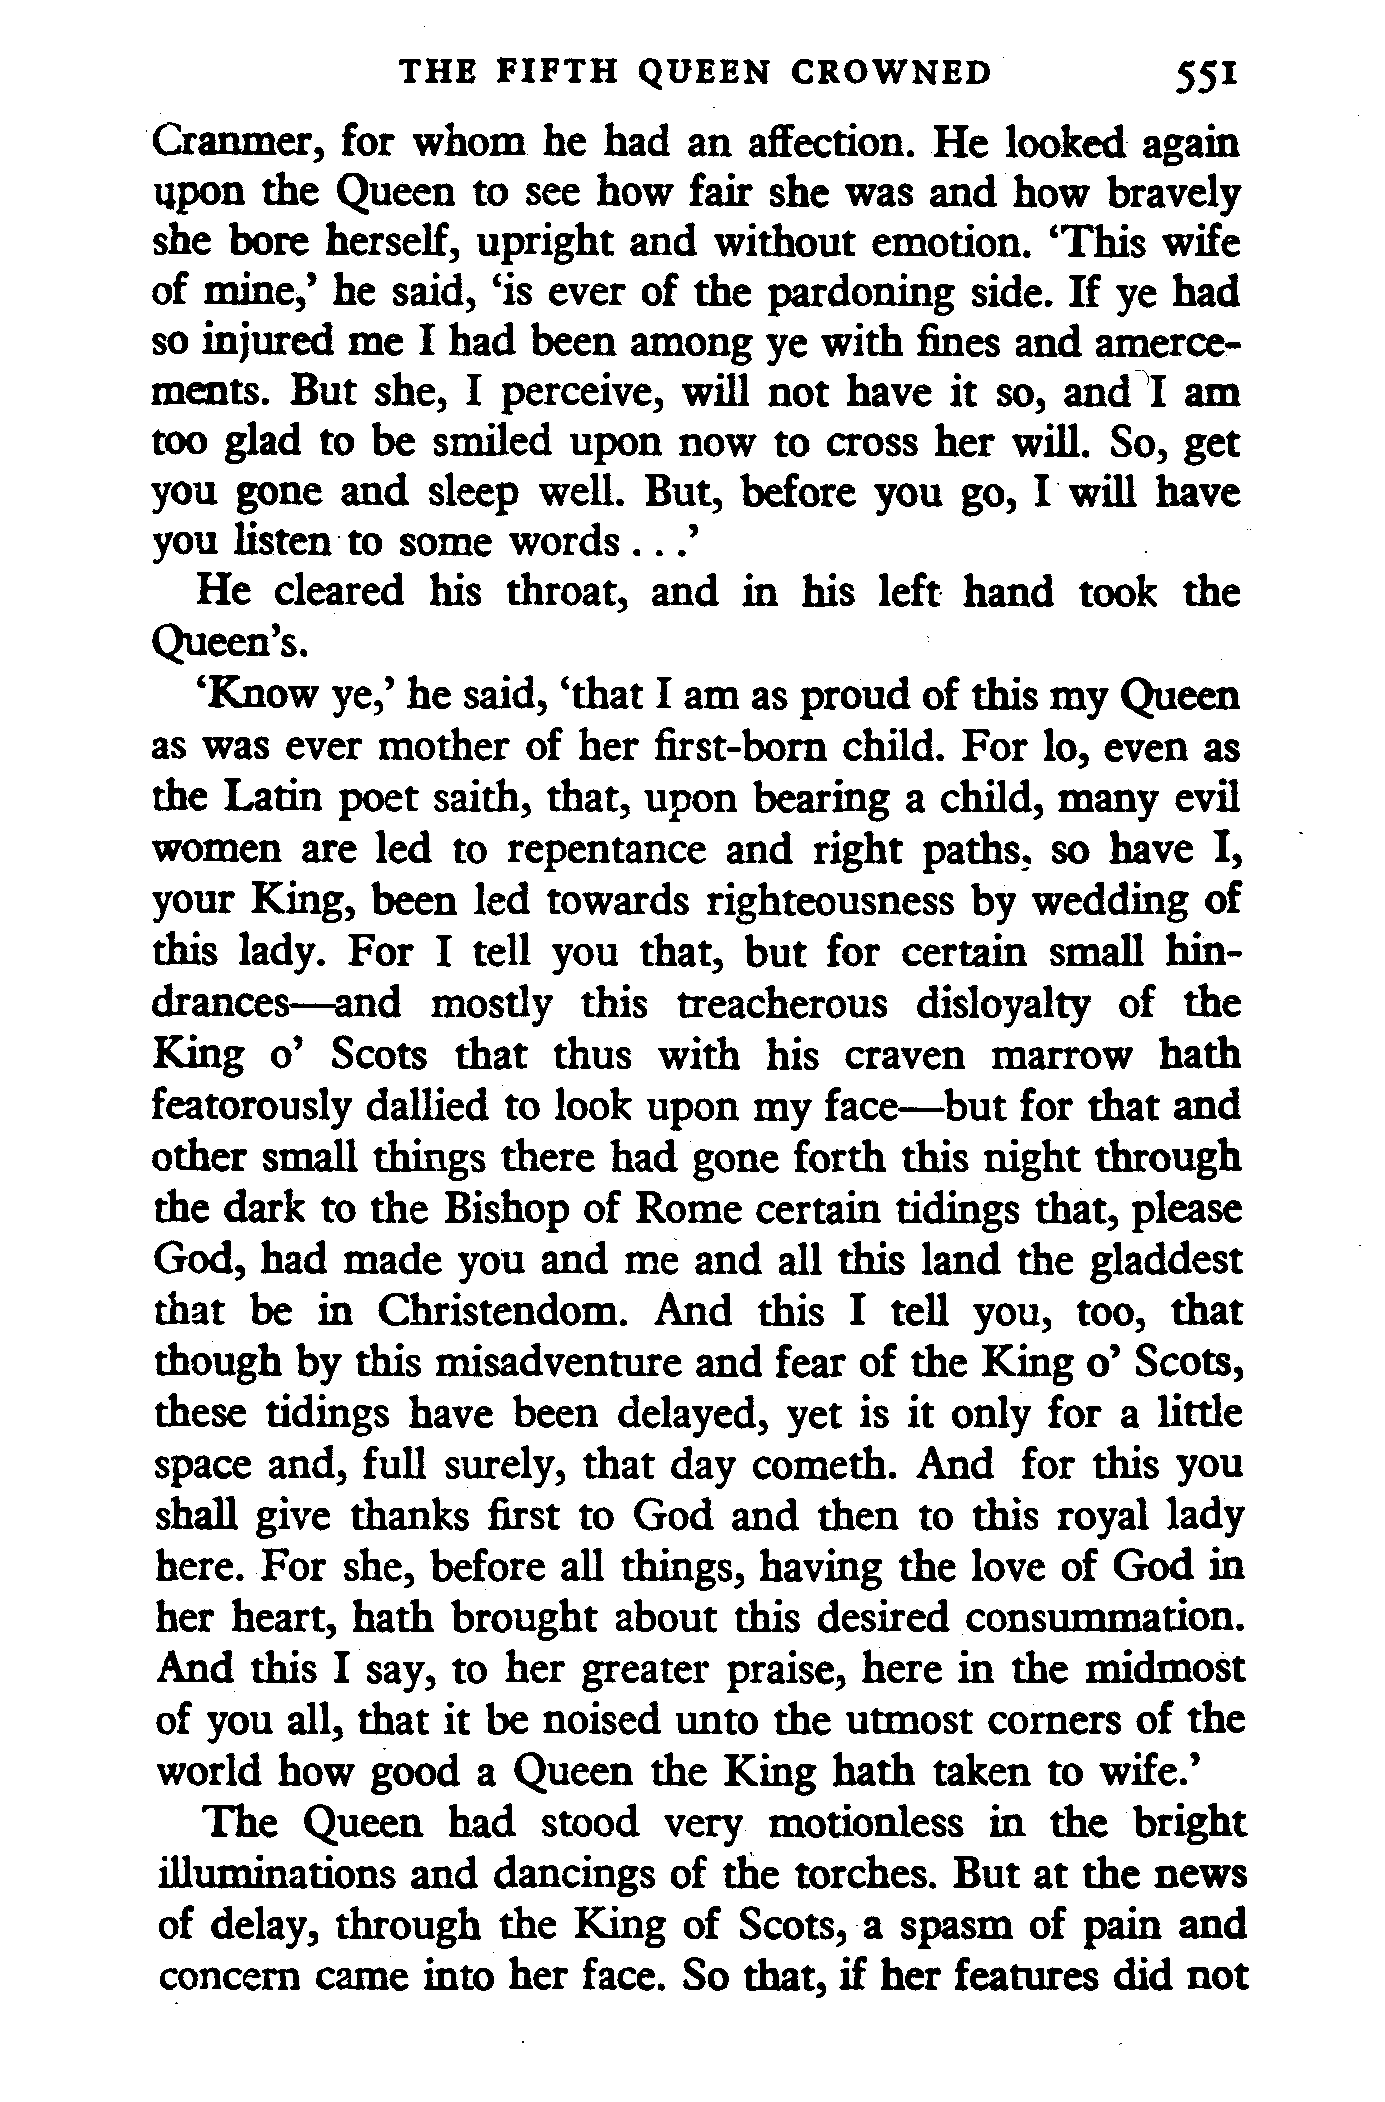 THE FIFTH QUEEN CROWNED 551
Cranmer, for whom he had an affection. He looked again
upon the Queen to see how fair she was and how bravely
she bore herself, upright and without emotion. ‘This wife
of mine,’ he said, ‘is ever of the pardoning side. If ye had
so injured me I had been among ye with fines and amerce-
ments. But she, I perceive, will not have it so, and I am
too glad to be smiled upon now to cross her will. So, get
you gone and sleep well. But, before you go, I will have
you listen to some words . . .’
He cleared his throat, and in his left hand took the
Queen’s.
‘Know ye,’ he said, ‘that I am as proud of this my Queen
as was ever mother of her first-born child. For lo, even as
the Latin poet saith, that, upon bearing a child, many evil
women are led to repentance and right paths, so have I,
your King, been led towards righteousness by wedding of
this lady. For I tell you that, but for certain small hin-
drances—and mostly this treacherous disloyalty of the
King o’ Scots that thus with his craven marrow hath
featorously dallied to look upon my face—but for that and
other small things there had gone forth this night through
the dark to the Bishop of Rome certain tidings that, please
God, had made you and me and all this land the gladdest
that be in Christendom. And this I tell you, too, that
though by this misadventure and fear of the King o’ Scots,
these tidings have been delayed, yet is it only for a little
space and, full surely, that day cometh. And for this you
shall give thanks first to God and then to this royal lady
here. For she, before all things, having the love of God in
her heart, hath brought about this desired consummation.
And this I say, to her greater praise, here in the midmost
of you all, that it be noised unto the utmost corners of the
world how good a Queen the King hath taken to wife.’
The Queen had stood very motionless in the bright
illuminations and dancings of the torches. But at the news
of delay, through the King of Scots, a spasm of pain and
concern came into her face. So that, if her features did not